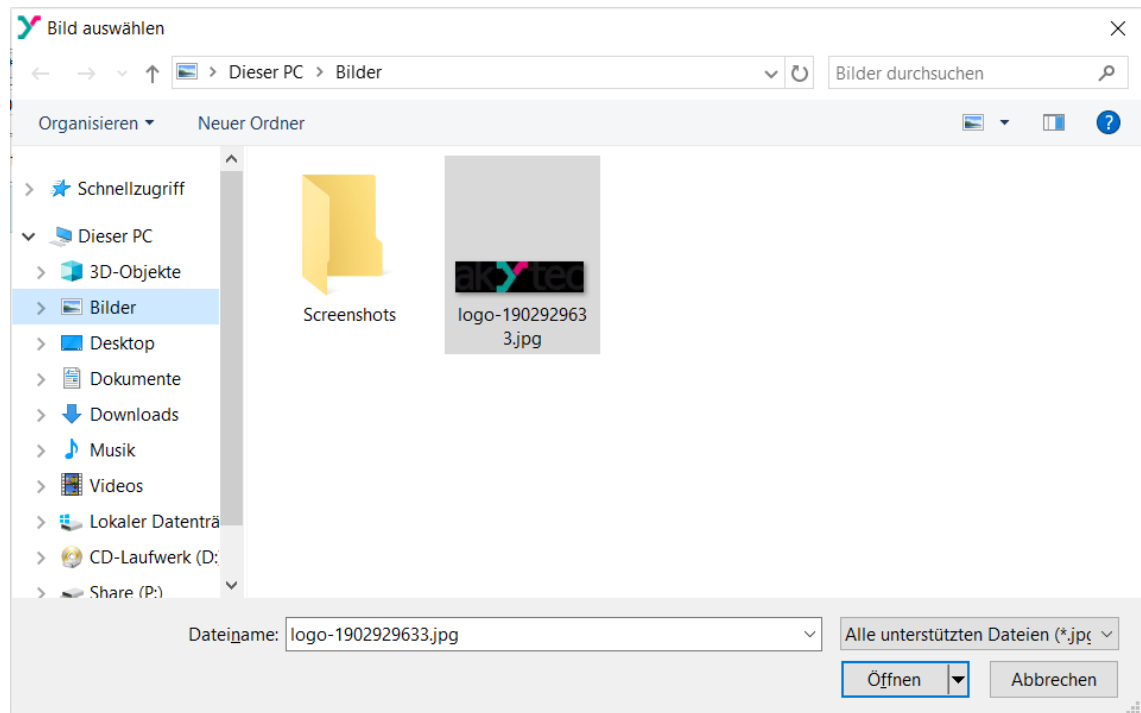 Bild auswählen
Dieser PC > Bilder
Bilder durchsuchen
Organisieren
Neuer Ordner
?
Schnellzugriff
Dieser PC
3D-Objekte
Bilder
Desktop
Dokumente
Downloads
Musik
Videos
Lokaler Datenträ
CD-Laufwerk (D:
Share (P:)
Screenshots
akYtec
logo-190292963
3.jpg
Dateiname:
logo-1902929633.jpg
Alle unterstützten Dateien (*.jpg
Öffnen
Abbrechen